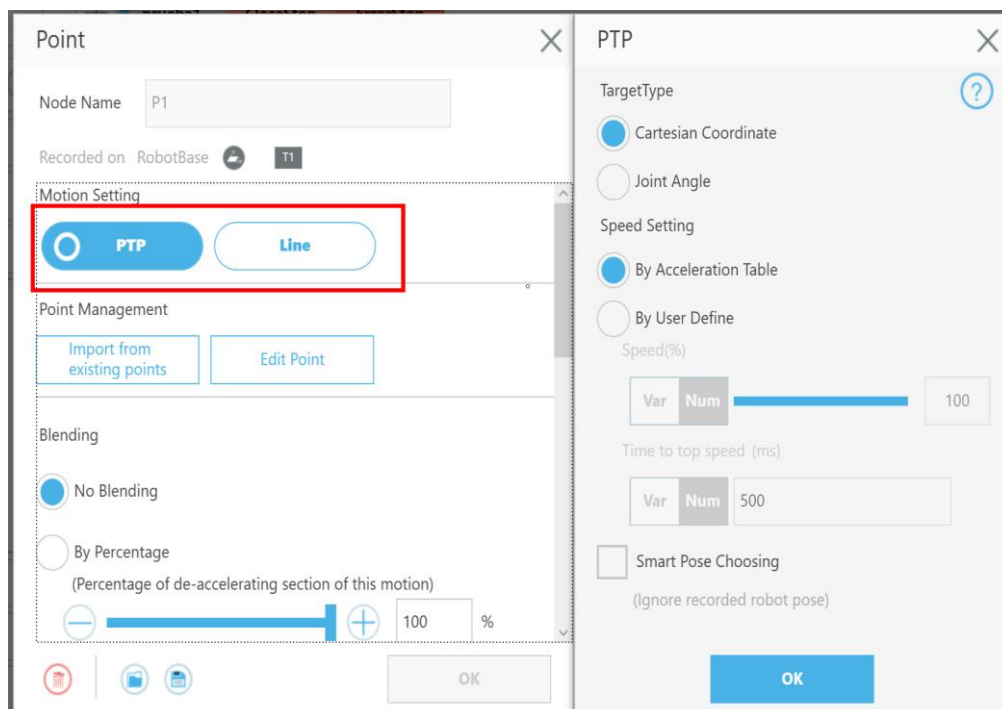 Point
Node Name P1
Recorded on RobotBase T1
Motion Setting
PTP Line
Point Management
Import from
existing points
Edit Point
Blending
No Blending
By Percentage
(Percentage of de-accelerating section of this motion)
100 %
OK
PTP
TargetType
?
Cartesian Coordinate
Joint Angle
Speed Setting
By Acceleration Table
By User Define
Speed(%)
Var Num 100
Time to top speed (ms)
Var Num 500
Smart Pose Choosing
(Ignore recorded robot pose)
OK